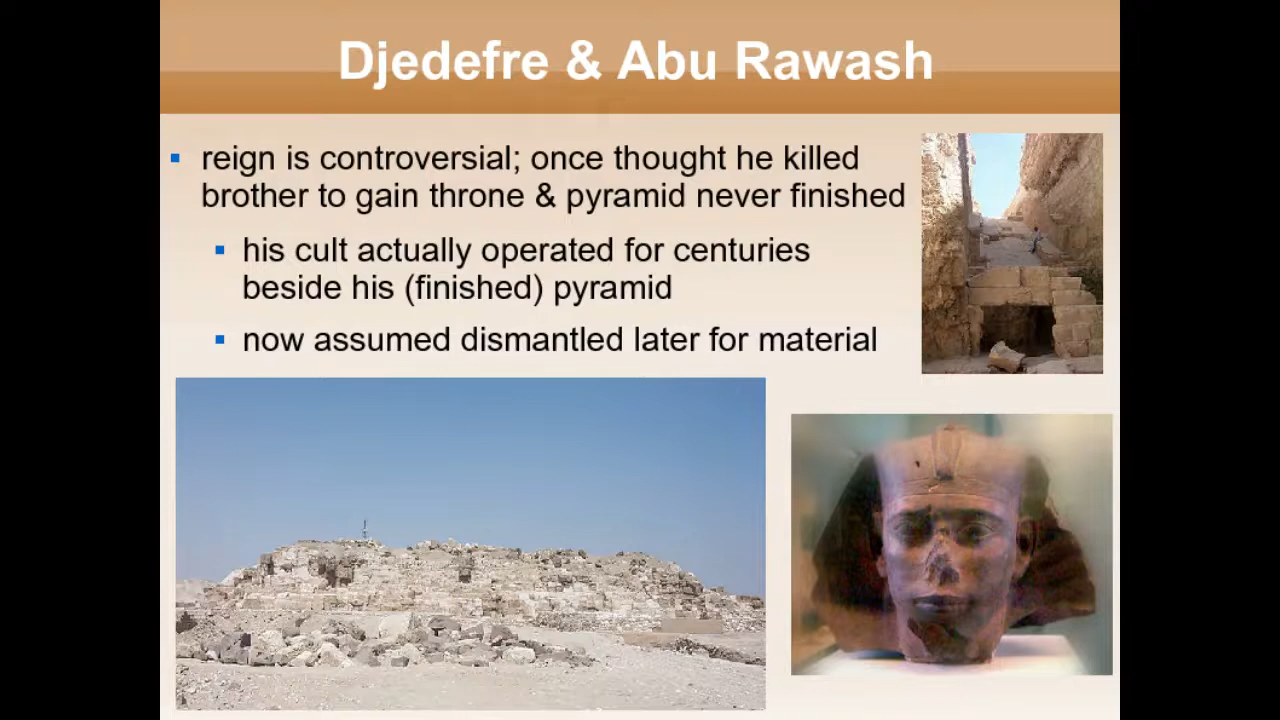 Djedefre & Abu Rawash
reign is controversial; once thought he killed
brother to gain throne & pyramid never finished
his cult actually operated for centuries
beside his (finished) pyramid
now assumed dismantled later for material